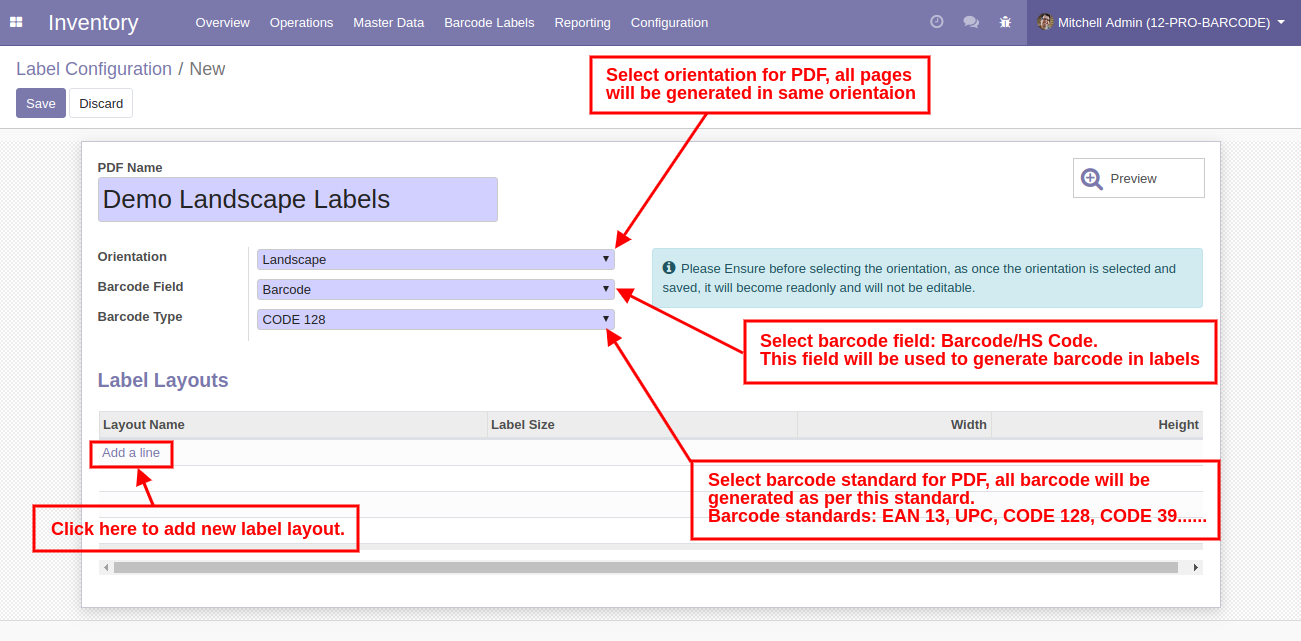 Inventory
Overview
Operations
Master Data
Barcode Labels
Reporting
Configuration
Mitchell Admin (12-PRO-BARCODE)
Label Configuration / New
Save
Discard
Select orientation for PDF, all pages
will be generated in same orientaion
PDF Name
Demo Landscape Labels
Preview
Orientation
Landscape
Barcode Field
Barcode
Barcode Type
CODE 128
Please Ensure before selecting the orientation, as once the orientation is selected and
saved, it will become readonly and will not be editable.
Select barcode field: Barcode/HS Code.
This field will be used to generate barcode in labels
Label Layouts
Layout Name
Label Size
Width
Height
Add a line
Select barcode standard for PDF, all barcode will be
generated as per this standard.
Barcode standards: EAN 13, UPC, CODE 128, CODE 39......
Click here to add new label layout.